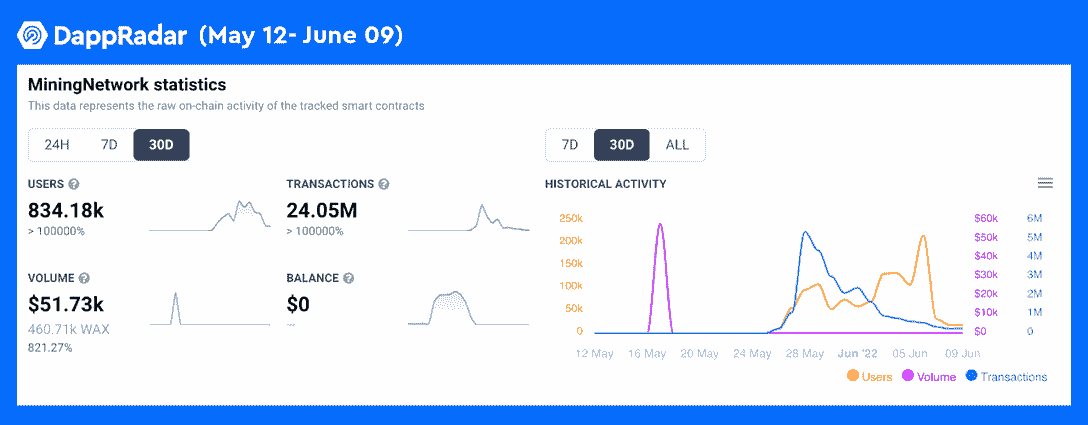 DappRadar (May 12- June 09)
MiningNetwork statistics
This data represents the raw on-chain activity of the tracked smart contracts
24H 7D 30D
7D 30D ALL
USERS ?
834.18k
> 100000%
TRANSACTIONS ?
24.05M
> 100000%
VOLUME ?
$51.73k
460.71k WAX
821.27%
BALANCE ?
$0
--
HISTORICAL ACTIVITY
250k
200k
150k
100k
50k
0
$60k
$50k
$40k
$30k
$20k
$10k
$0
6M
5M
4M
3M
2M
1M
0
12 May 16 May 20 May 24 May 28 May Jun '22 05 Jun 09 Jun
Users Volume Transactions